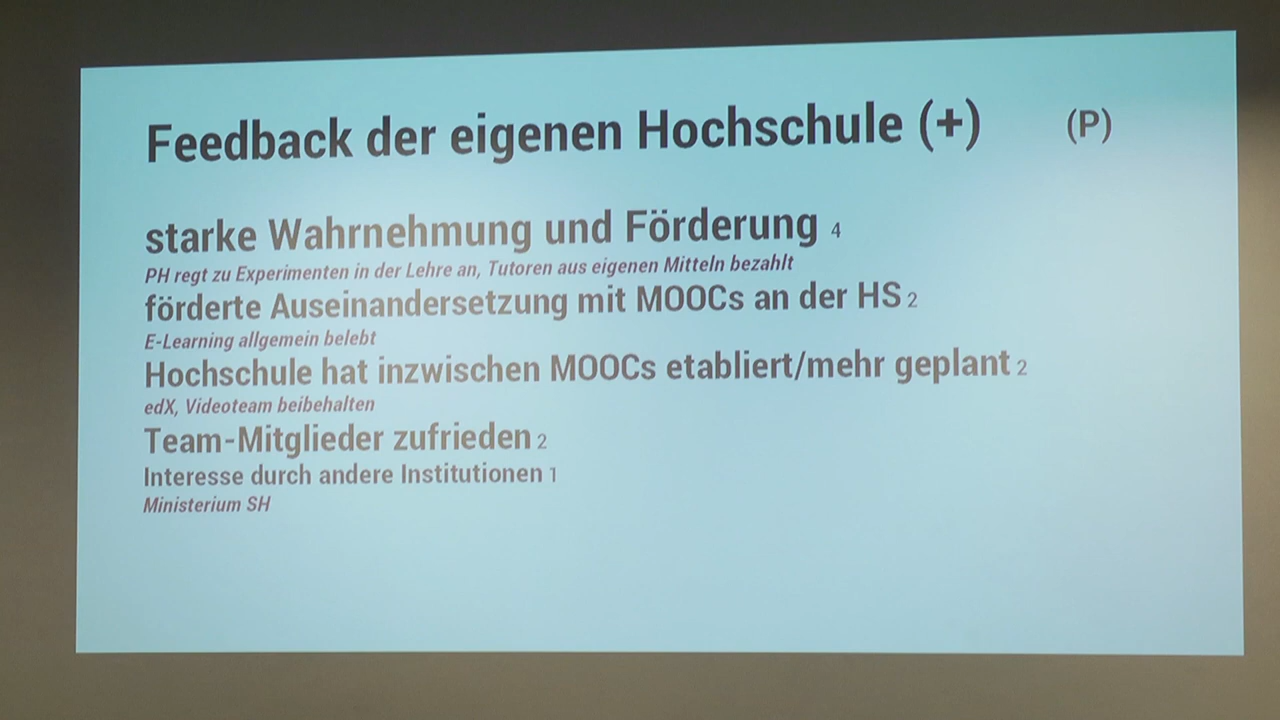 Feedback der eigenen Hochschule (+) (P)
starke Wahrnehmung und Förderung 4
PH regt zu Experimenten in der Lehre an, Tutoren aus eigenen Mitteln bezahlt
förderte Auseinandersetzung mit MOOCs an der HS 2
E-Learning allgemein belebt
Hochschule hat inzwischen MOOCs etabliert/mehr geplant 2
edX, Videoteam beibehalten
Team-Mitglieder zufrieden 2
Interesse durch andere Institutionen 1
Ministerium SH